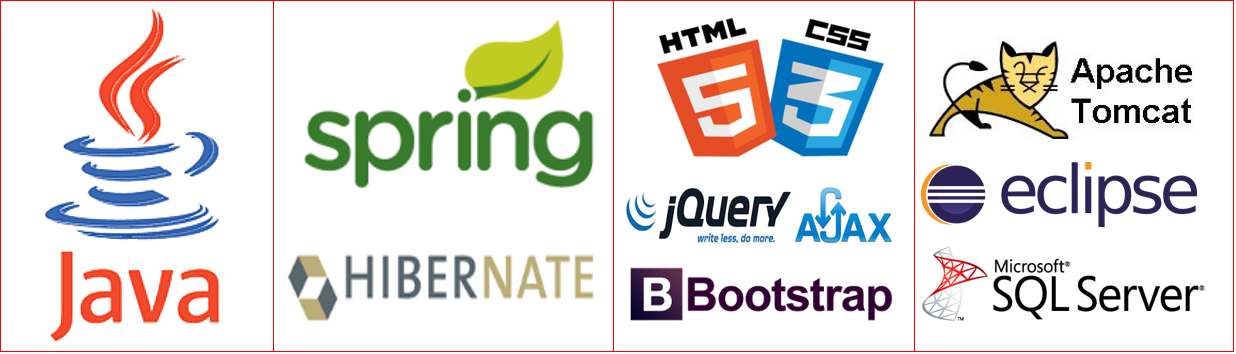 Java
spring
HIBERNATE
HTML
5
CSS
3
jQuery
write less, do more.
AJAX
B Bootstrap
Apache
Tomcat
eclipse
Microsoft®
SQL Server®
™